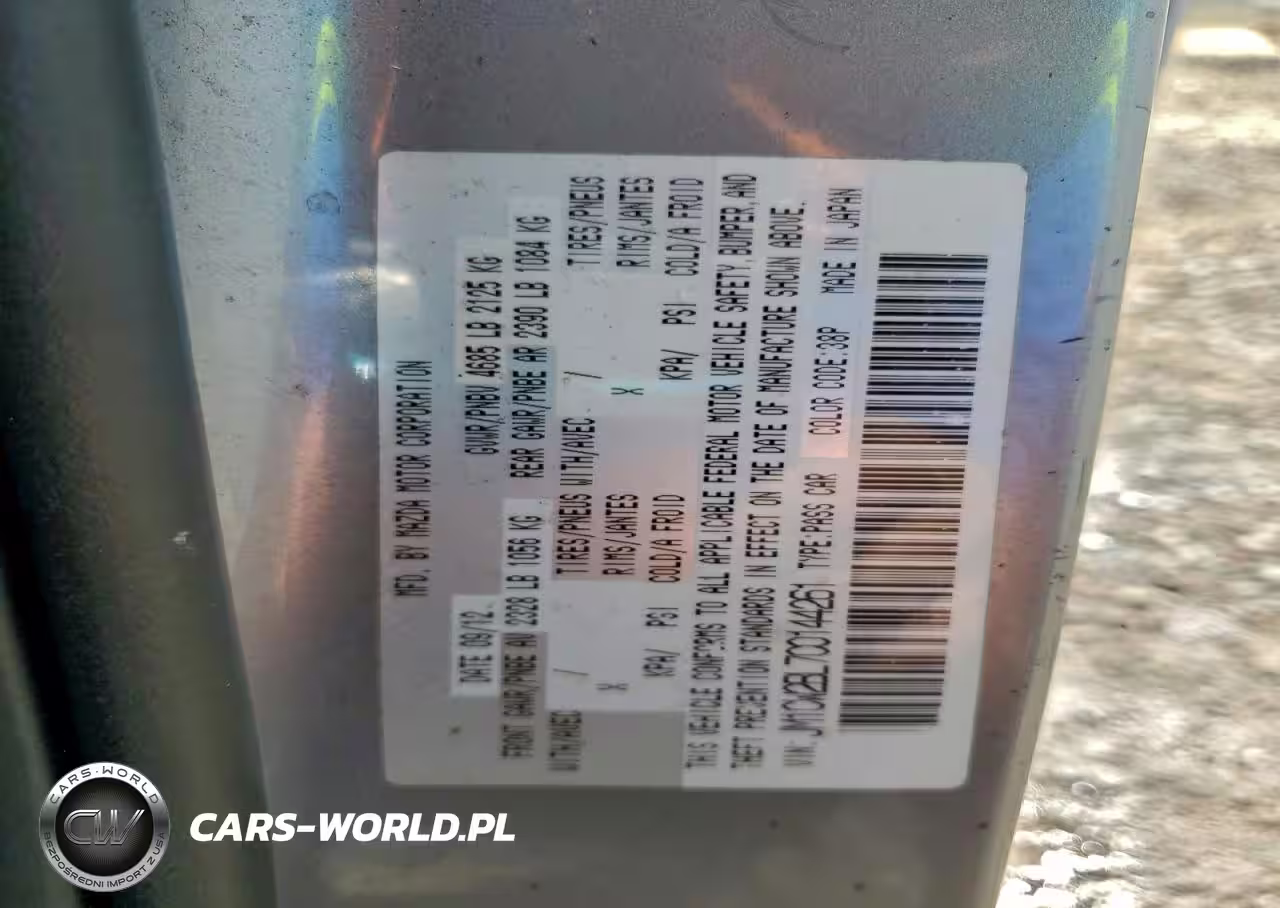 MFD. BY MAZDA MOTOR CORPORATION
DATE 09/12. GVWR/PNBV 4685 LB 2125 KG
FRONT GAWR/PNBE AV 2328 LB 1056 KG REAR GAWR/PNBE AR 2390 LB 1084 KG
WITH/AVEC / TIRES/PNEUS WITH/AVEC / TIRES/PNEUS
X RIMS/JANTES X RIMS/JANTES
KPA/ PSI COLD/A FROID KPA/ PSI COLD/A FROID
THIS VEHICLE CONFORMS TO ALL APPLICABLE FEDERAL MOTOR VEHICLE SAFETY, BUMPER, AND
THEFT PREVENTION STANDARDS IN EFFECT ON THE DATE OF MANUFACTURE SHOWN ABOVE.
VIN: JM1CW2BL7C0144261 TYPE:PASS CAR COLOR CODE:38P MADE IN JAPAN
CARS-WORLD
CW
BEZPOŚREDNI IMPORT Z USA
CARS-WORLD.PL